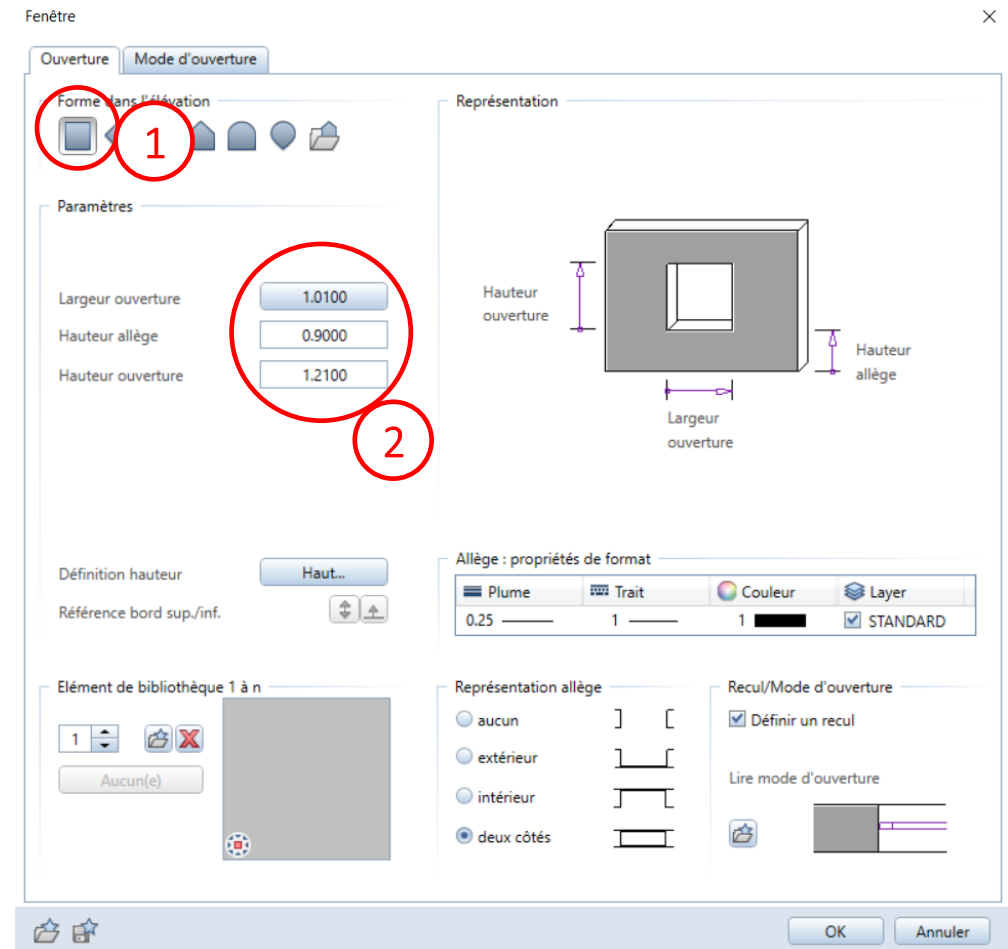 Fenêtre
Ouverture
Mode d'ouverture
Forme dans l'élévation
1
Représentation
Paramètres
Largeur ouverture 1.0100
Hauteur allège 0.9000
Hauteur ouverture 1.2100
2
Hauteur
ouverture
Hauteur
allège
Largeur
ouverture
Définition hauteur Haut...
Référence bord sup./inf.
Allège : propriétés de format
Plume Trait Couleur Layer
0.25 1 1 STANDARD
Elément de bibliothèque 1 à n
1
Aucun(e)
Représentation allège
aucun
extérieur
intérieur
deux côtés
Recul/Mode d'ouverture
Définir un recul
Lire mode d'ouverture
OK
Annuler